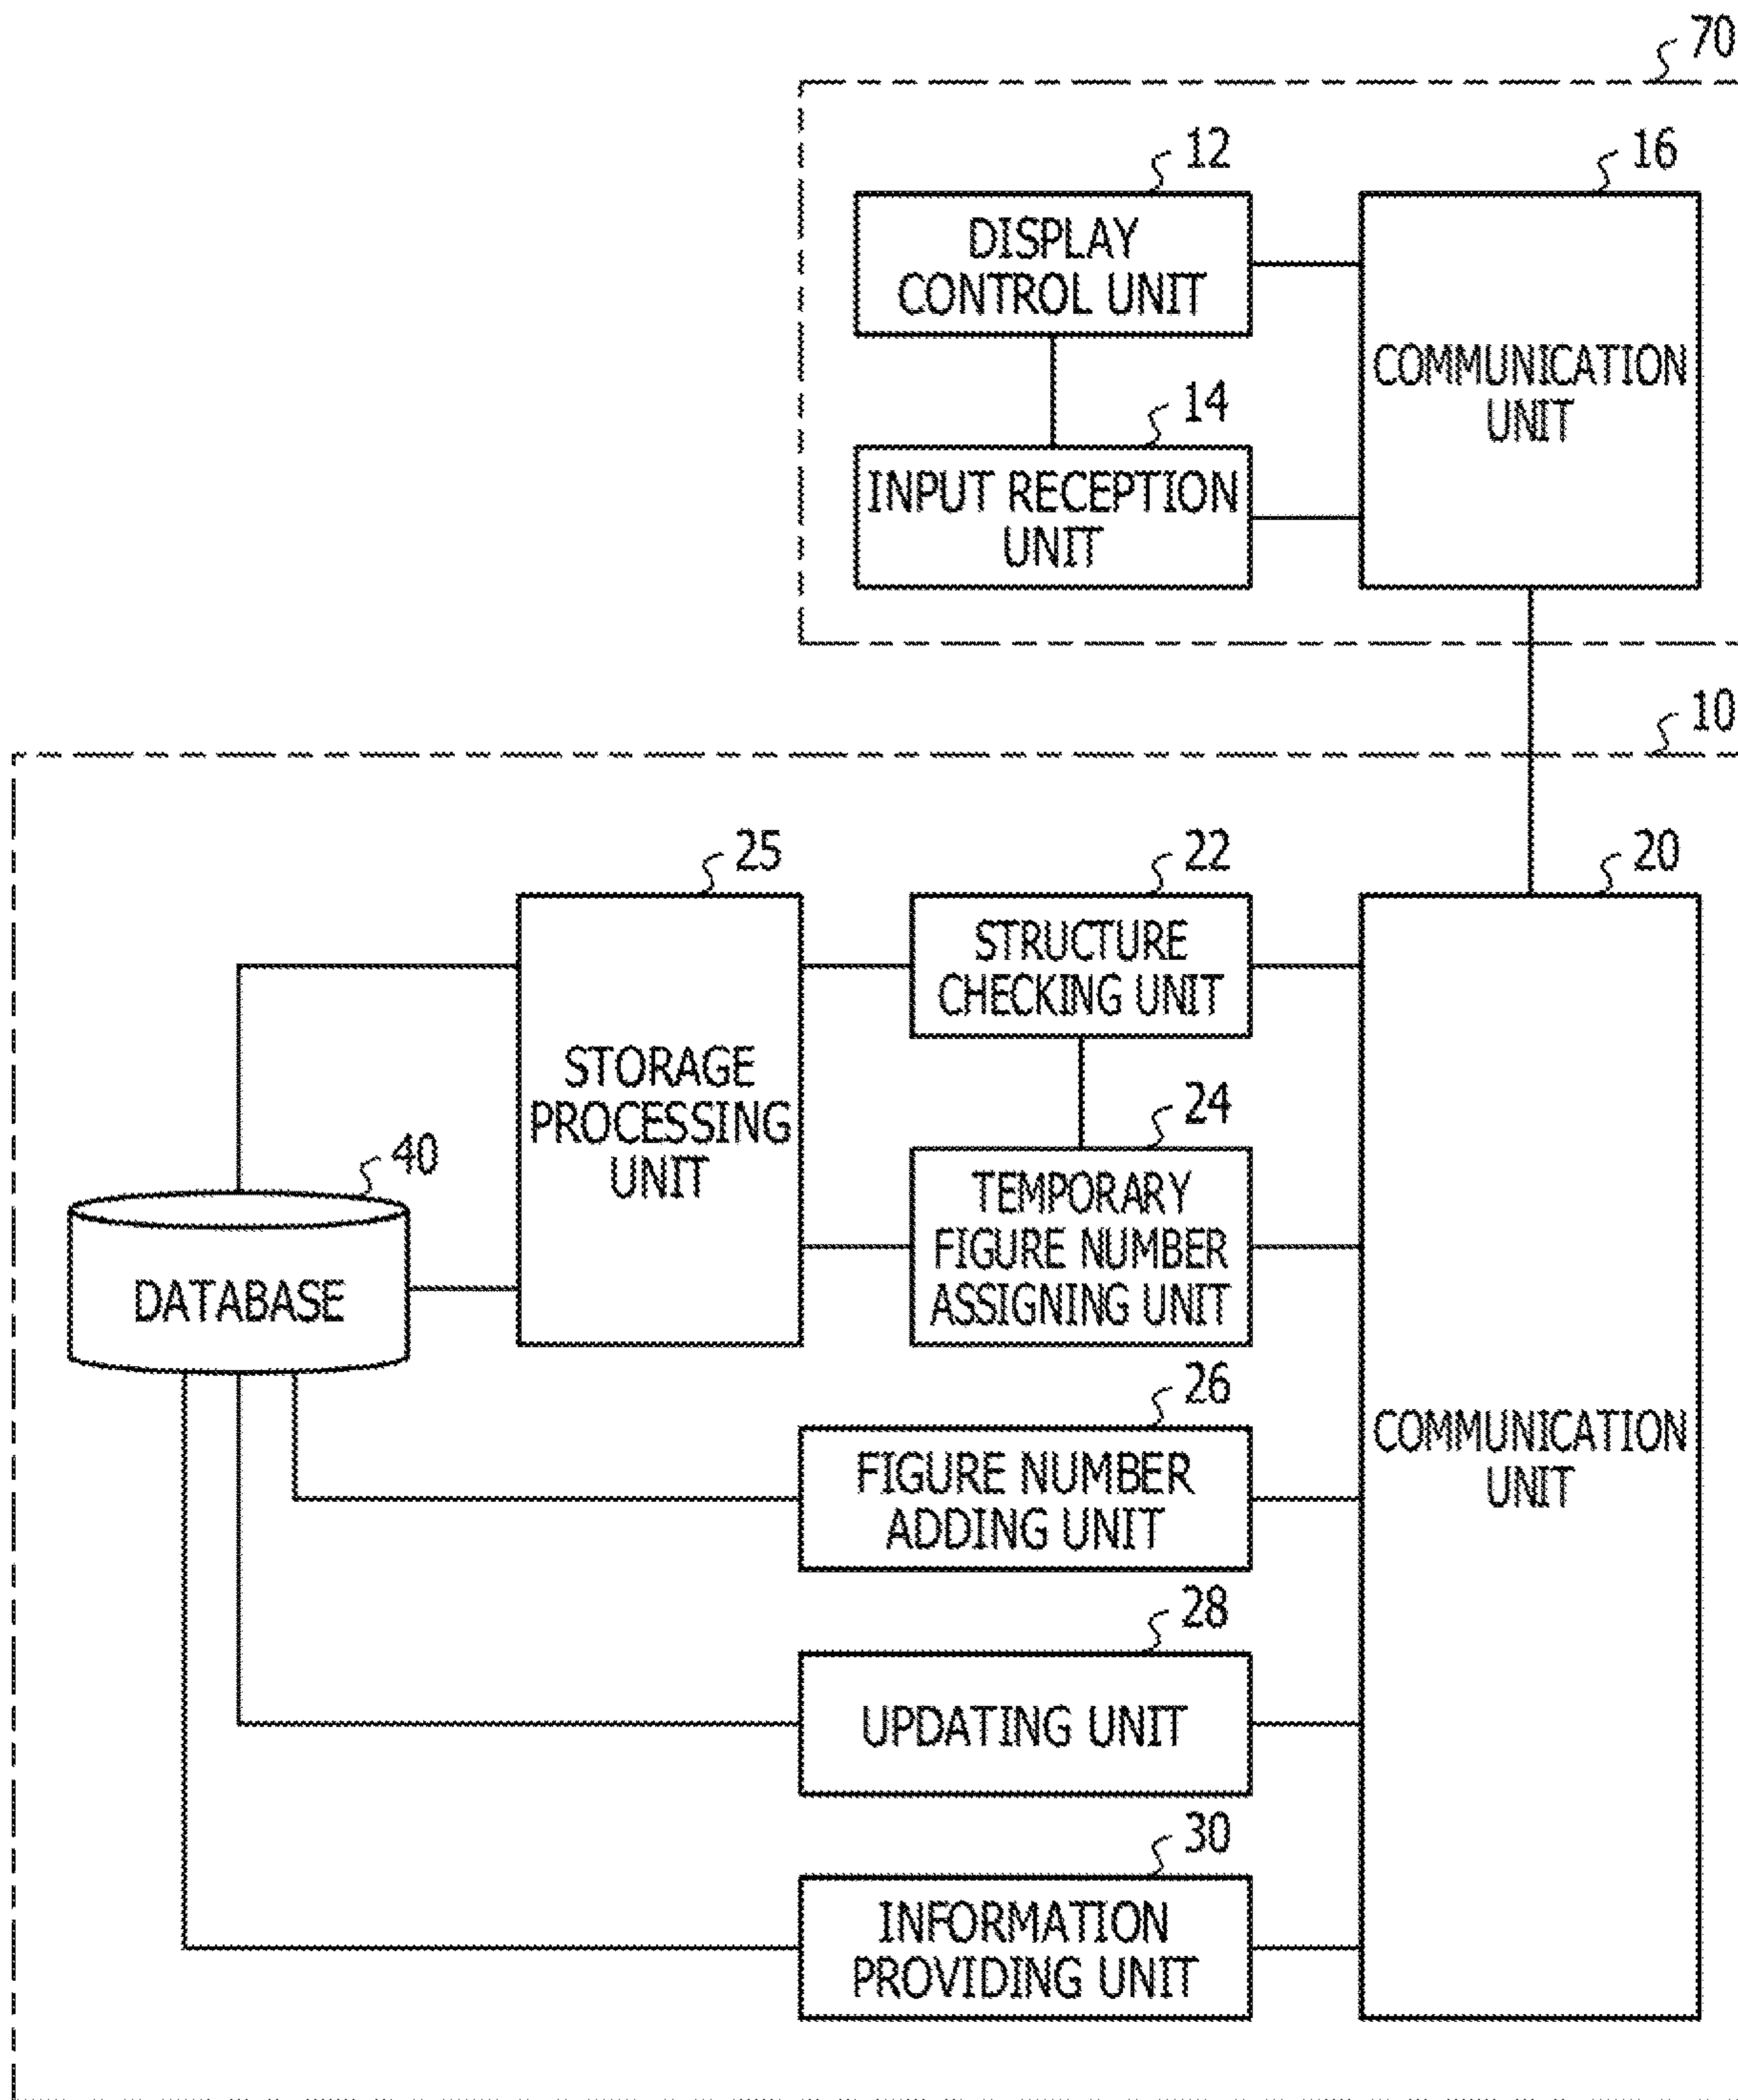 70
12
16
DISPLAY
CONTROL UNIT
COMMUNICATION
UNIT
14
INPUT RECEPTION
UNIT
10
25
22
20
STRUCTURE
CHECKING UNIT
STORAGE
PROCESSING
UNIT
24
40
TEMPORARY
FIGURE NUMBER
ASSIGNING UNIT
DATABASE
26
FIGURE NUMBER
ADDING UNIT
COMMUNICATION
UNIT
28
UPDATING UNIT
30
INFORMATION
PROVIDING UNIT